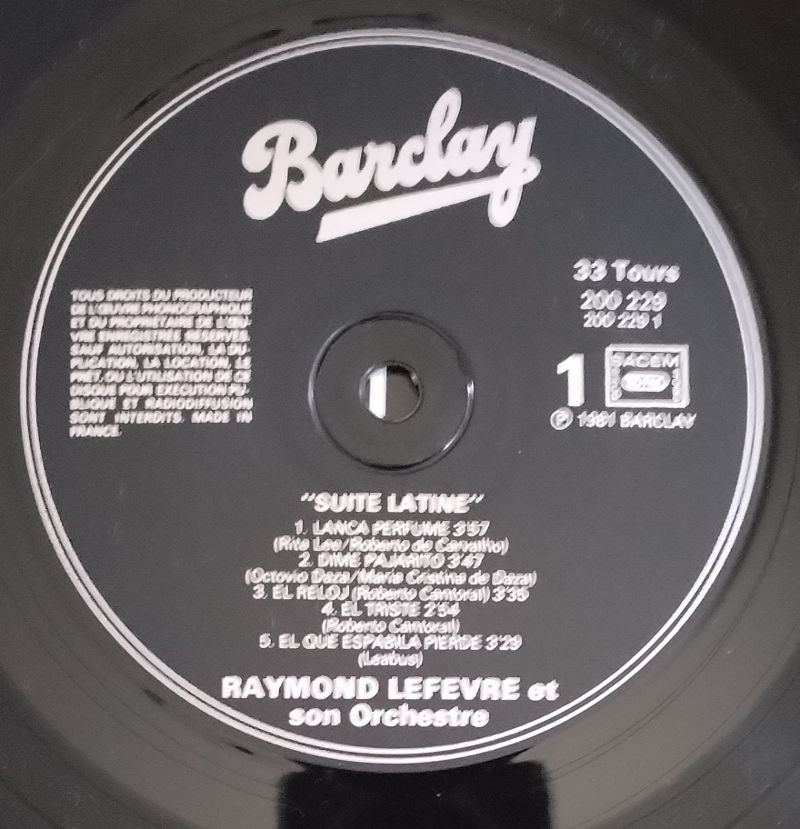 Barclay
33 Tours
200 229
200 229 1
TOUS DROITS DU PRODUCTEUR
DE L'ŒUVRE PHONOGRAPHIQUE
ET DU PROPRIETAIRE DE L'ŒU-
VRE ENREGISTREE RESERVES.
SAUF AUTORISATION, LA DU-
PLICATION, LA LOCATION, LE
PRET, OU L'UTILISATION DE CE
DISQUE POUR EXECUTION PU-
BLIQUE ET RADIODIFFUSION
SONT INTERDITS. MADE IN
FRANCE.
1
SACEM
Ⓟ 1981 BARCLAY
"SUITE LATINE"
1. LANCA PERFUME 3'57
(Rita Lee/Roberto de Carvalho)
2. DIME PAJARITO 3'47
(Octovio Daza/Maria Cristina de Daza)
3. EL RELOJ (Roberto Cantoral) 3'35
4. EL TRISTE 2'54
(Roberto Cantoral)
5. EL QUE ESPABILA PIERDE 3'29
(Leabus)
RAYMOND LEFEVRE et
son Orchestre